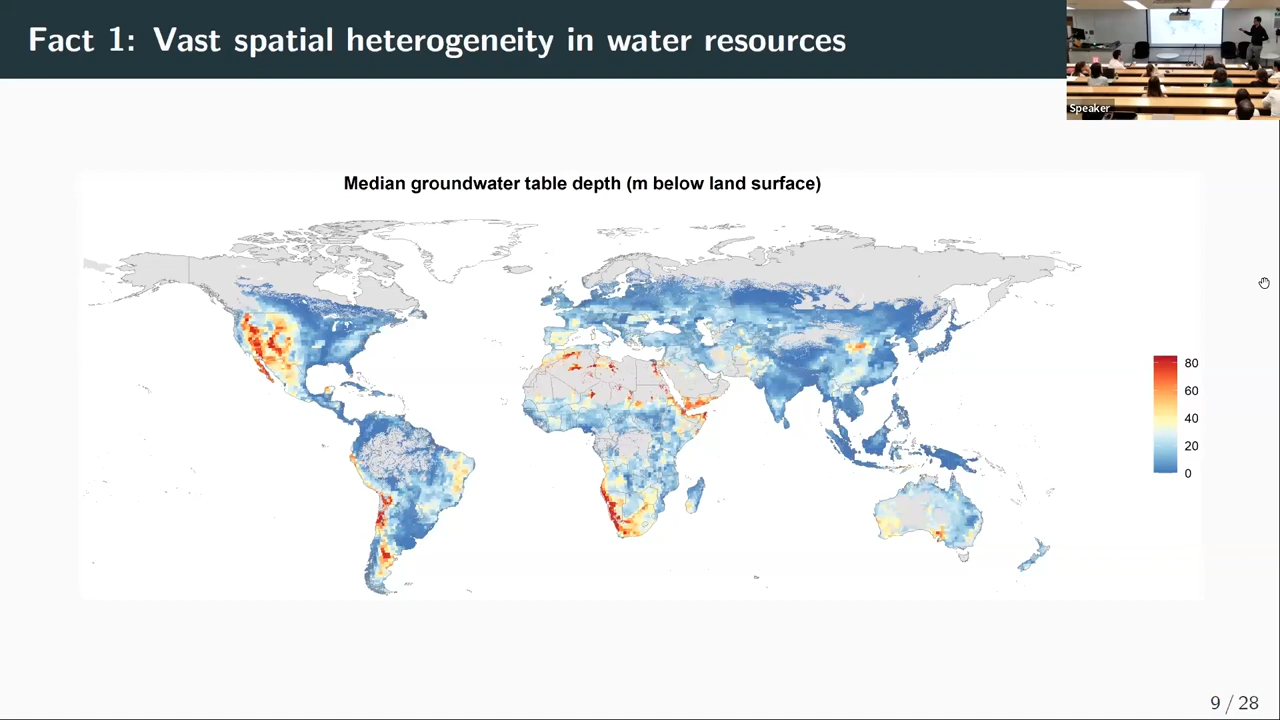 Fact 1: Vast spatial heterogeneity in water resources
Speaker
Median groundwater table depth (m below land surface)
80
60
40
20
0
9 / 28